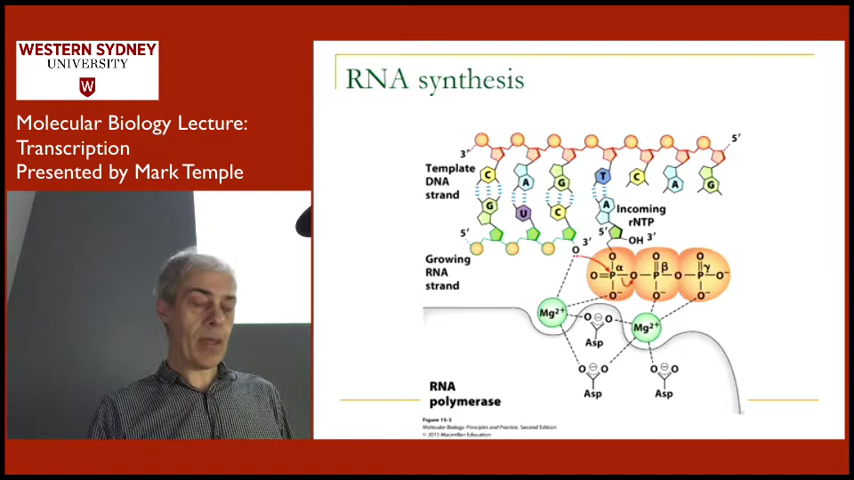 WESTERN SYDNEY
UNIVERSITY
W
Molecular Biology Lecture:
Transcription
Presented by Mark Temple
RNA synthesis
5'
3'
Template
DNA
strand
C A G T C A G
G U C A
Incoming
rNTP
5'
3'
5'
OH 3'
Growing
RNA
strand
O
O O O
O=P α O P β O P γ O-
O- O- O-
Mg2+
Mg2+
O ⊖ O
Asp
O ⊖ O
Asp
O ⊖ O
Asp
RNA
polymerase
Figure 15-3
Molecular Biology: Principles and Practice, Second Edition
© 2015 Macmillan Education